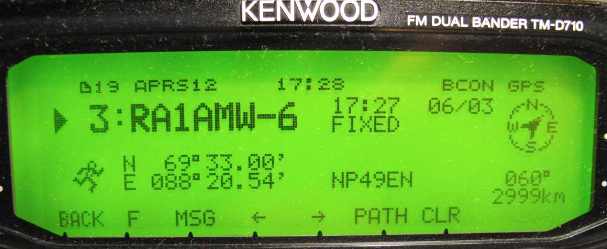 KENWOOD
FM DUAL BANDER TM-D710
19 APRS12 17:28 BCON GPS
3:RA1AMW-6 17:27 06/03 N
FIXED W E
S
N 69°33.00'
E 088°20.54' NP49EN 060°
2999km
BACK F MSG ← → PATH CLR